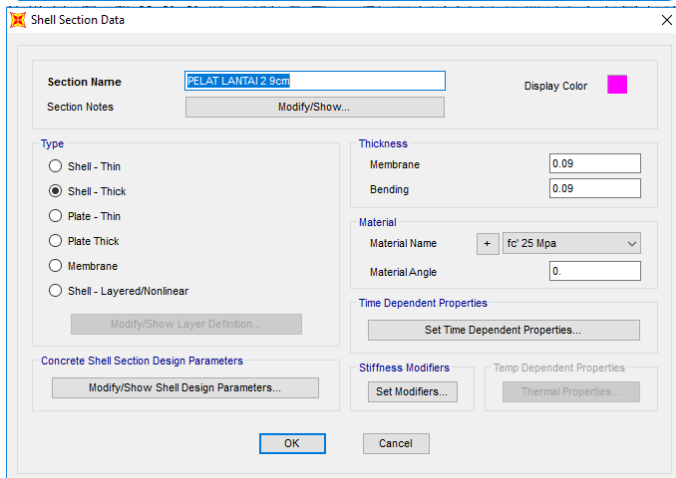 Shell Section Data
Section Name
PELAT LANTAI 2 9cm
Display Color
Section Notes
Modify/Show...
Type
Shell - Thin
Shell - Thick
Plate - Thin
Plate Thick
Membrane
Shell - Layered/Nonlinear
Modify/Show Layer Definition...
Concrete Shell Section Design Parameters
Modify/Show Shell Design Parameters...
Thickness
Membrane 0.09
Bending 0.09
Material
Material Name + fc' 25 Mpa
Material Angle 0.
Time Dependent Properties
Set Time Dependent Properties...
Stiffness Modifiers
Set Modifiers...
Temp Dependent Properties
Thermal Properties...
OK
Cancel